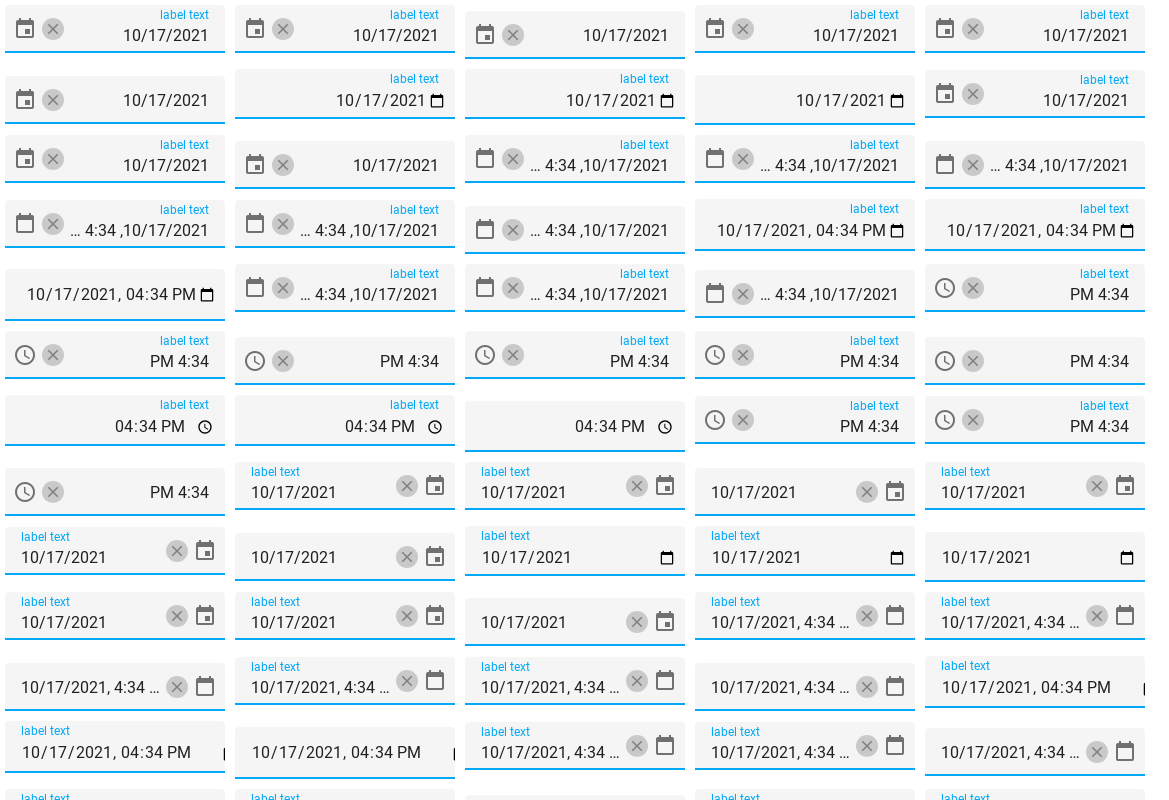 label text
10/17/2021
label text
10/17/2021
10/17/2021
label text
10/17/2021
label text
10/17/2021
10/17/2021
label text
10/17/2021
label text
10/17/2021
10/17/2021
label text
10/17/2021
label text
10/17/2021
10/17/2021
label text
... 4:34 ,10/17/2021
label text
... 4:34 ,10/17/2021
... 4:34 ,10/17/2021
label text
... 4:34 ,10/17/2021
label text
... 4:34 ,10/17/2021
... 4:34 ,10/17/2021
label text
10/17/2021, 04:34 PM
label text
10/17/2021, 04:34 PM
10/17/2021, 04:34 PM
label text
... 4:34 ,10/17/2021
label text
... 4:34 ,10/17/2021
... 4:34 ,10/17/2021
label text
PM 4:34
label text
PM 4:34
PM 4:34
label text
PM 4:34
label text
PM 4:34
PM 4:34
label text
04:34 PM
label text
04:34 PM
04:34 PM
label text
PM 4:34
label text
PM 4:34
PM 4:34
label text
10/17/2021
label text
10/17/2021
10/17/2021
label text
10/17/2021
label text
10/17/2021
10/17/2021
label text
10/17/2021
label text
10/17/2021
10/17/2021
label text
10/17/2021
label text
10/17/2021
10/17/2021
label text
10/17/2021, 4:34 ...
label text
10/17/2021, 4:34 ...
10/17/2021, 4:34 ...
label text
10/17/2021, 4:34 ...
label text
10/17/2021, 4:34 ...
10/17/2021, 4:34 ...
label text
10/17/2021, 04:34 PM
label text
10/17/2021, 04:34 PM
10/17/2021, 04:34 PM
label text
10/17/2021, 4:34 ...
label text
10/17/2021, 4:34 ...
10/17/2021, 4:34 ...
label text
label text
label text
label text